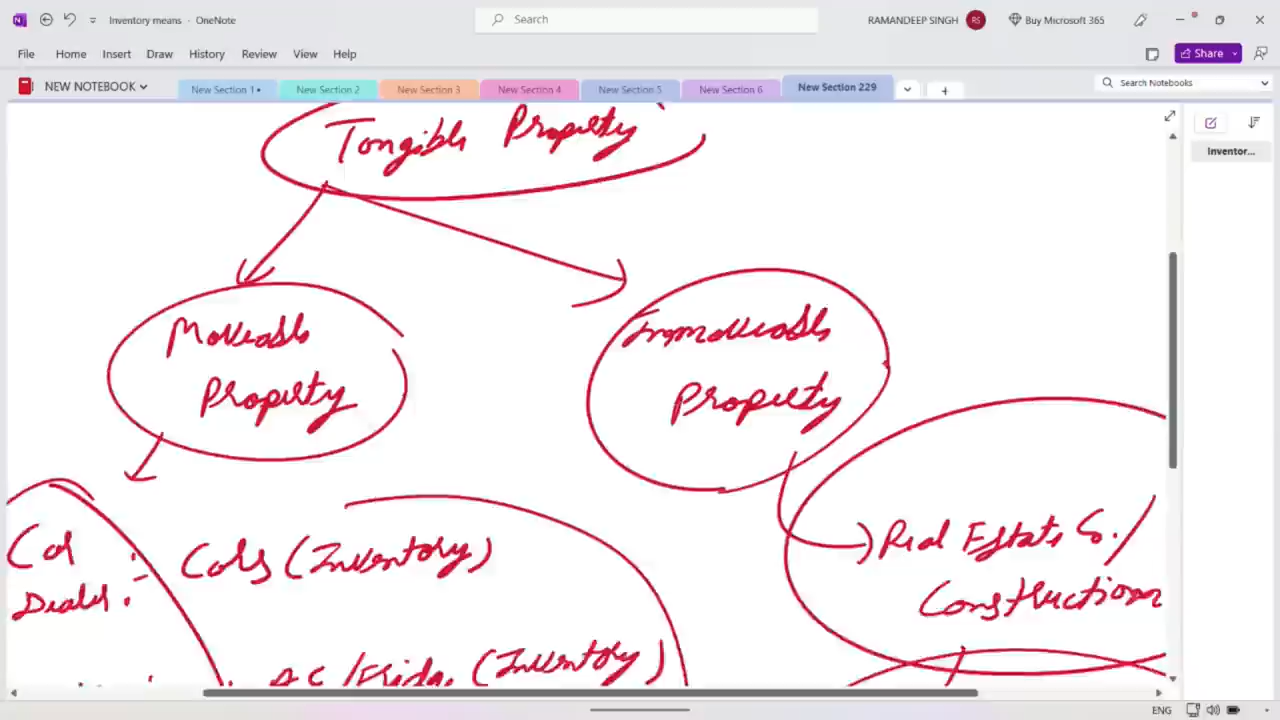 Inventory means - OneNote
Search
RAMANDEEP SINGH
RS
Buy Microsoft 365
File
Home
Insert
Draw
History
Review
View
Help
Share
NEW NOTEBOOK
New Section 1
New Section 2
New Section 3
New Section 4
New Section 5
New Section 6
New Section 229
+
Search Notebooks
Inventor...
Tangible Property
Moveable
Property
Immoveable
Property
Car
Dealer :
Cars (Inventory)
AC/Fridge (Inventory)
Real Estate Co./
Construction
ENG